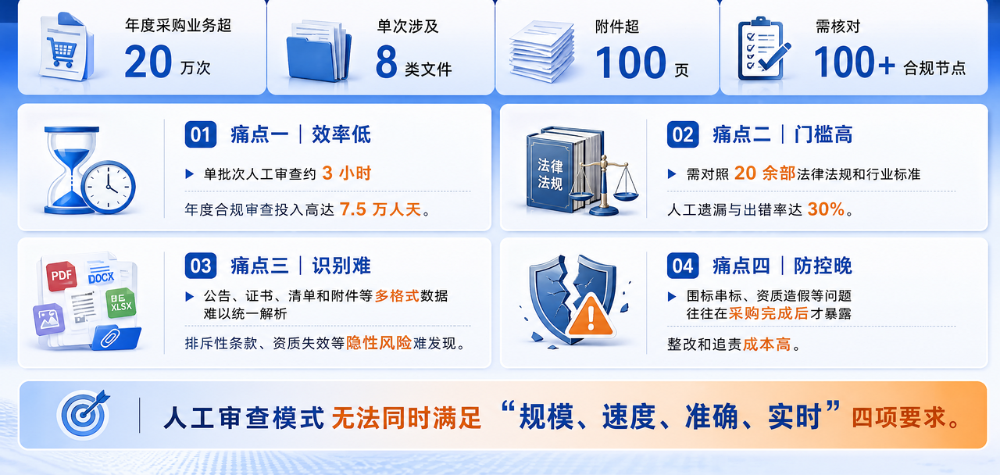 年度采购业务超
20 万次
单次涉及
8 类文件
附件超
100 页
需核对
100+ 合规节点
01 痛点一｜效率低
▶ 单批次人工审查约 3 小时
年度合规审查投入高达 7.5 万人天。
法律
法规
02 痛点二｜门槛高
▶ 需对照 20 余部法律法规和行业标准
人工遗漏与出错率达 30%。
PDF
DOCX
XLSX
03 痛点三｜识别难
▶ 公告、证书、清单和附件等多格式数据
难以统一解析
排斥性条款、资质失效等隐性风险难发现。
04 痛点四｜防控晚
▶ 围标串标、资质造假等问题
往往在采购完成后才暴露
整改和追责成本高。
人工审查模式无法同时满足“规模、速度、准确、实时”四项要求。